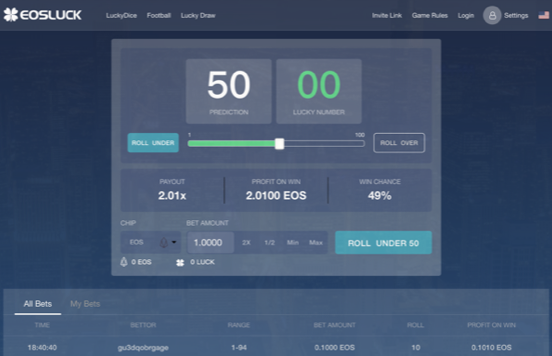 EOSLUCK LuckyDice Football Lucky Draw Invite Link Game Rules Login Settings
50 00
PREDICTION LUCKY NUMBER
1 100
ROLL UNDER ROLL OVER
PAYOUT PROFIT ON WIN WIN CHANCE
2.01x 2.0100 EOS 49%
CHIP BET AMOUNT
EOS 1.0000 2X 1/2 Min Max ROLL UNDER 50
0 EOS 0 LUCK
All Bets My Bets
TIME BETTOR RANGE BET AMOUNT ROLL PROFIT ON WIN
18:40:40 gu3dqobrgage 1-94 0.1000 EOS 10 0.1010 EOS